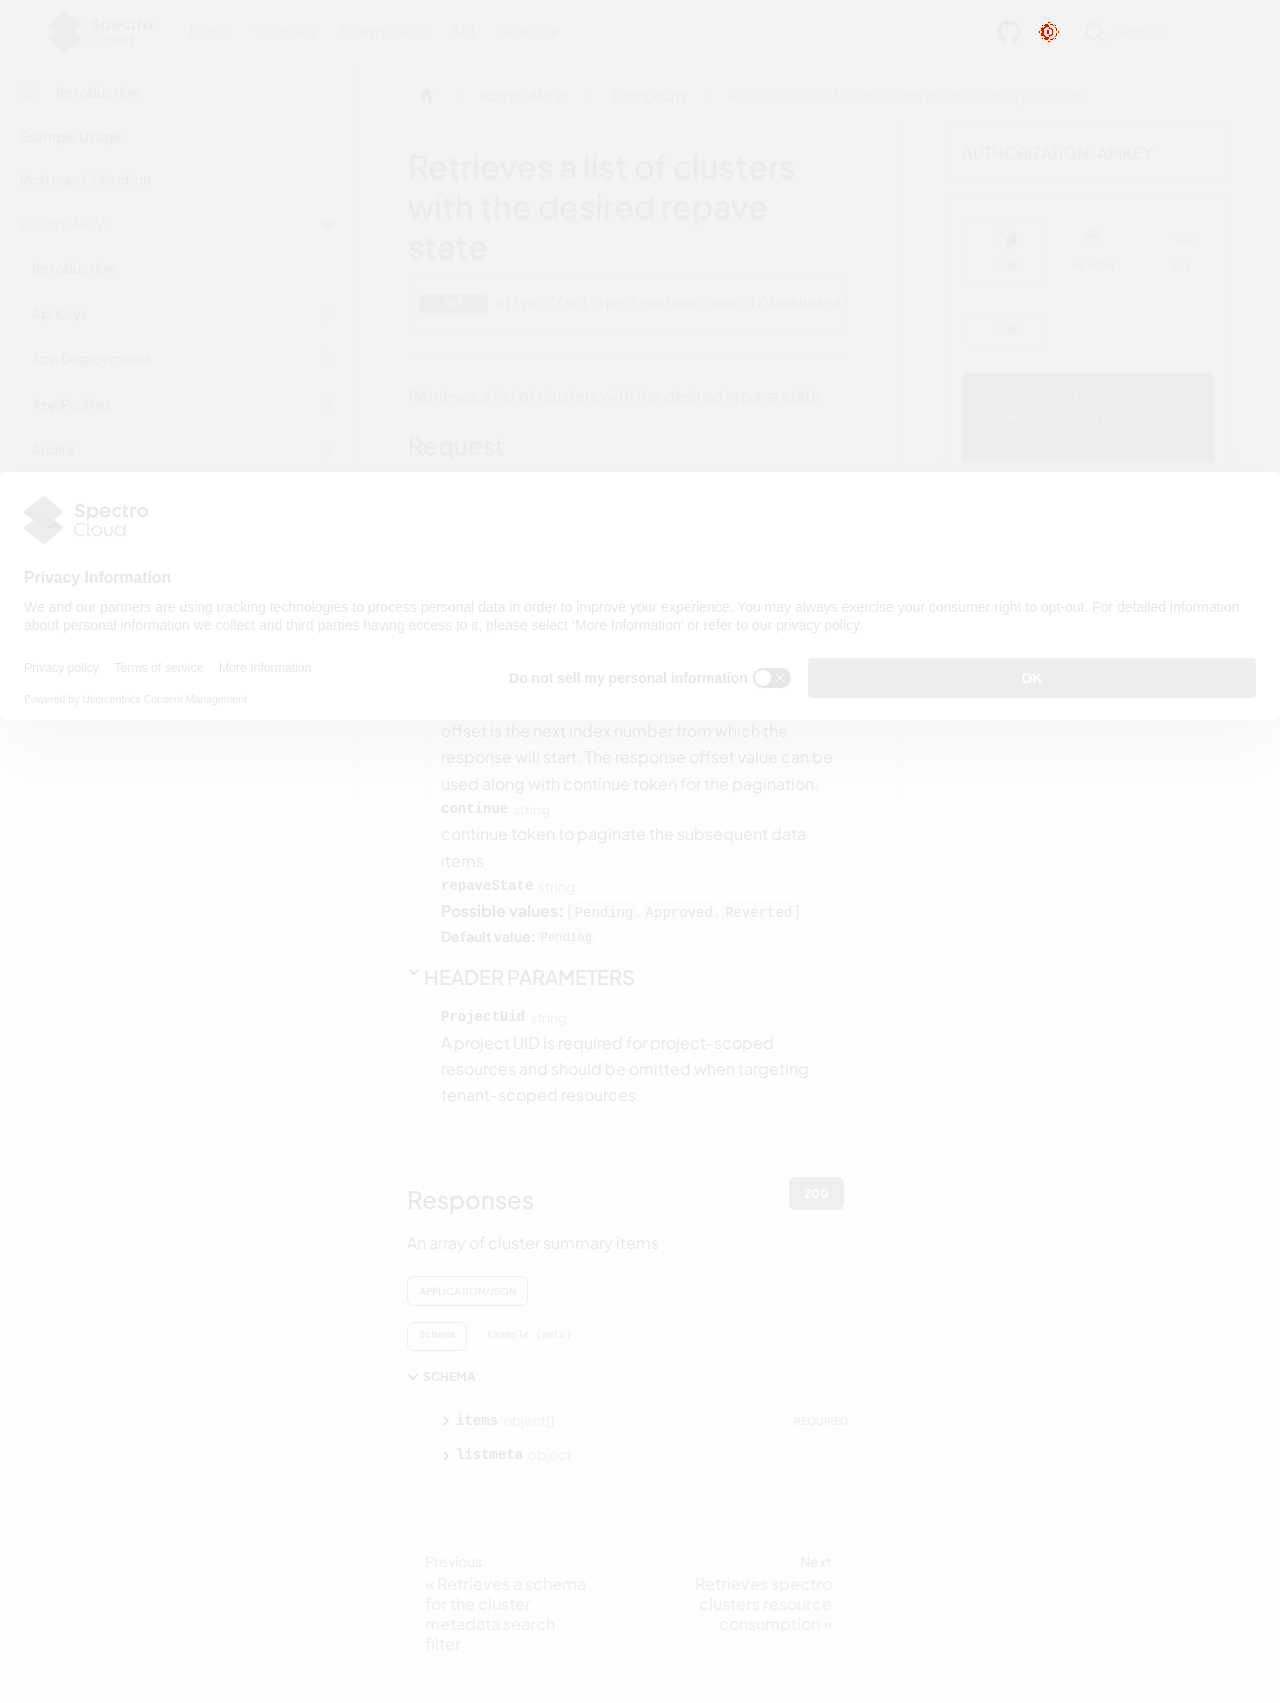 Spectro Cloud
Docs Tutorials Downloads API latest
Search
Introduction
Example Usage
Postman Collection
Palette API V1
Introduction
Api Keys
App Deployments
App Profiles
Audits
Palette API V1
Dashboard
Retrieves a list of clusters with the desired repave state
Retrieves a list of clusters
with the desired repave
state
GET https://api.spectrocloud.com/v1/dashboard/
Retrieves a list of clusters with the desired repave state
Request
AUTHORIZATION: APIKEY
CURL PYTHON GO
CURL
Spectro
Cloud
Privacy Information
We and our partners are using tracking technologies to process personal data in order to improve your experience. You may always exercise your consumer right to opt-out. For detailed information
about personal information we collect and third parties having access to it, please select ‘More Information’ or refer to our privacy policy.
Privacy policy Terms of service More Information
Powered by Usercentrics Consent Management
Do not sell my personal information
OK
offset is the next index number from which the
response will start. The response offset value can be
used along with continue token for the pagination.
continue string
continue token to paginate the subsequent data
items
repaveState string
Possible values: [Pending, Approved, Reverted]
Default value: Pending
HEADER PARAMETERS
ProjectUid string
A project UID is required for project-scoped
resources and should be omitted when targeting
tenant-scoped resources
Responses
200
An array of cluster summary items
APPLICATION/JSON
Schema Example (auto)
SCHEMA
items object[] REQUIRED
listmeta object
Previous
« Retrieves a schema
for the cluster
metadata search
filter
Next
Retrieves spectro
clusters resource
consumption »